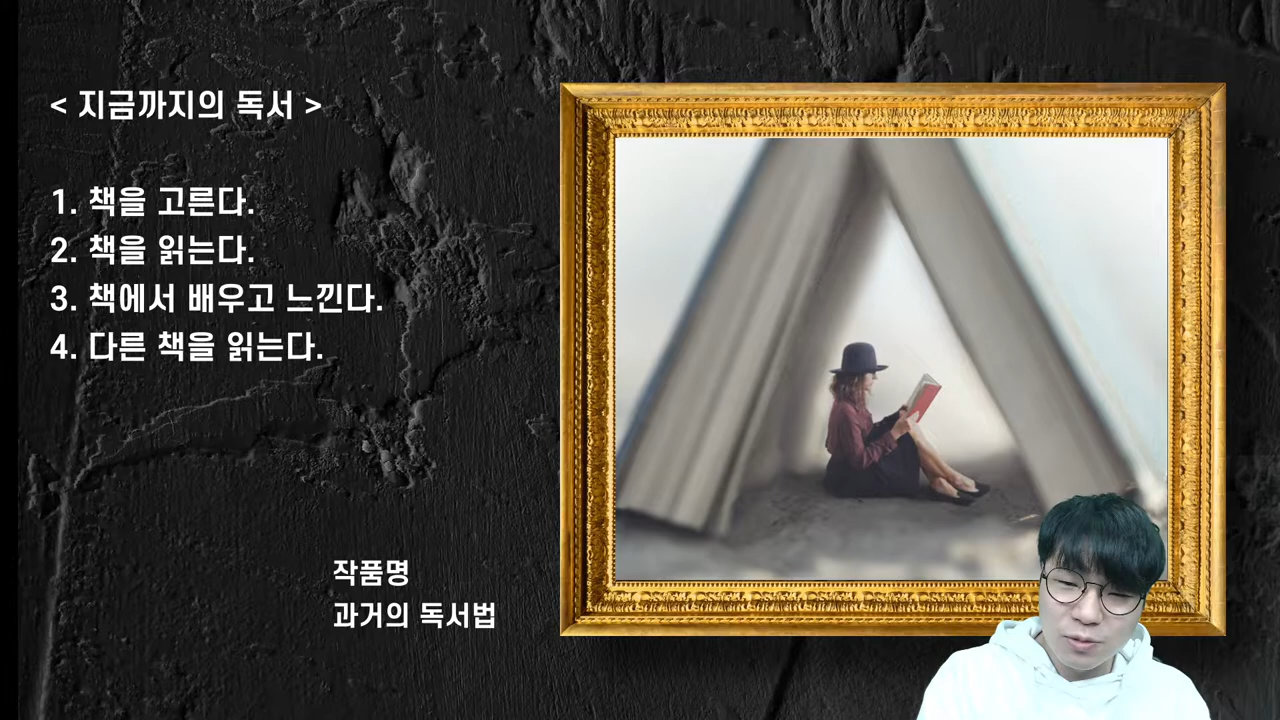 < 지금까지의 독서 >
1. 책을 고른다.
2. 책을 읽는다.
3. 책에서 배우고 느낀다.
4. 다른 책을 읽는다.
작품명
과거의 독서법